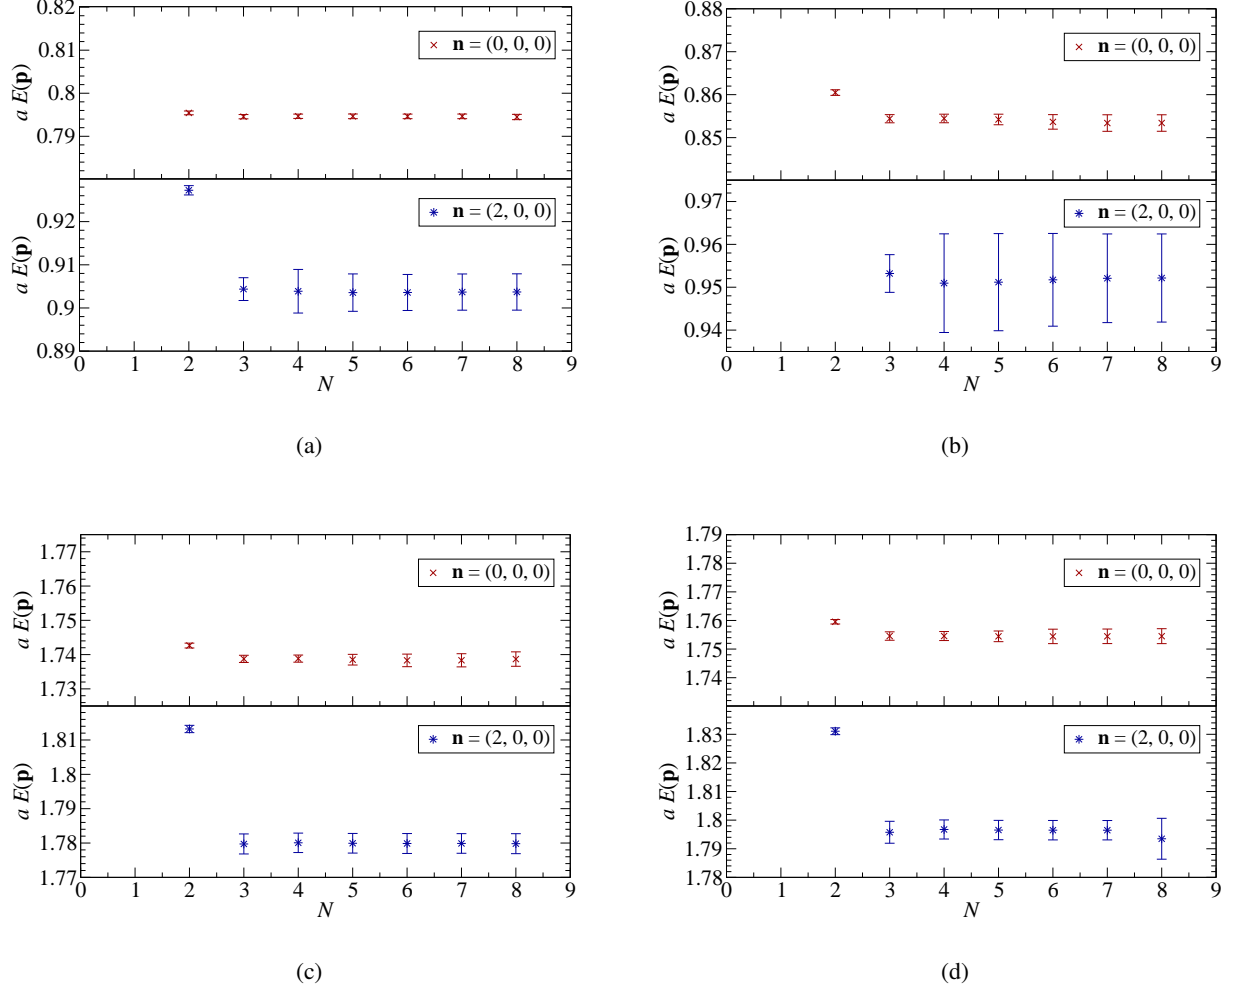 0.82
0.81
0.8
0.79
a E(p)
n = (0, 0, 0)
0.92
0.91
0.9
0.89
a E(p)
n = (2, 0, 0)
0 1 2 3 4 5 6 7 8 9
N
(a)
0.88
0.87
0.86
0.85
a E(p)
n = (0, 0, 0)
0.97
0.96
0.95
0.94
a E(p)
n = (2, 0, 0)
0 1 2 3 4 5 6 7 8 9
N
(b)
1.77
1.76
1.75
1.74
1.73
a E(p)
n = (0, 0, 0)
1.81
1.8
1.79
1.78
1.77
a E(p)
n = (2, 0, 0)
0 1 2 3 4 5 6 7 8 9
N
(c)
1.79
1.78
1.77
1.76
1.75
1.74
a E(p)
n = (0, 0, 0)
1.83
1.82
1.81
1.8
1.79
1.78
a E(p)
n = (2, 0, 0)
0 1 2 3 4 5 6 7 8 9
N
(d)